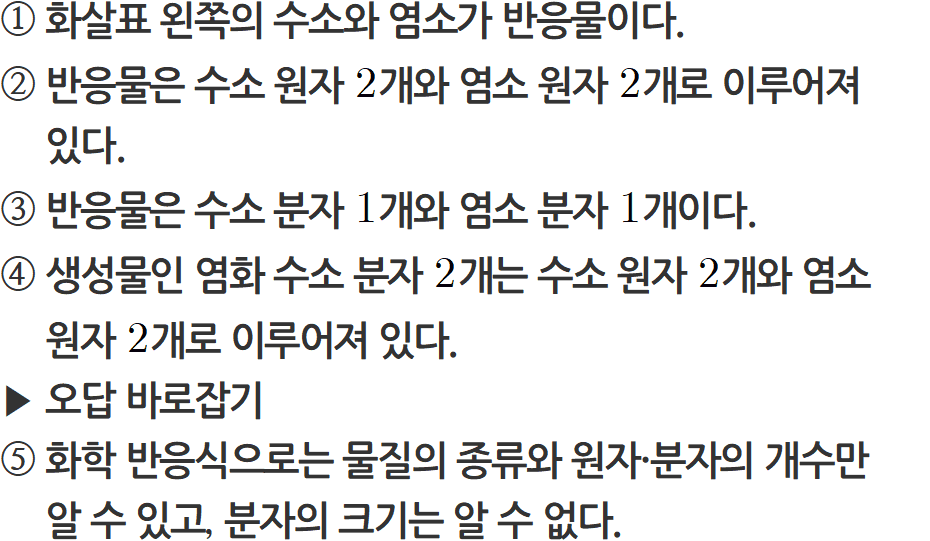 ① 화살표 왼쪽의 수소와 염소가 반응물이다.
② 반응물은 수소 원자 2개와 염소 원자 2개로 이루어져
있다.
③ 반응물은 수소 분자 1개와 염소 분자 1개이다.
④ 생성물인 염화 수소 분자 2개는 수소 원자 2개와 염소
원자 2개로 이루어져 있다.
▶ 오답 바로잡기
⑤ 화학 반응식으로는 물질의 종류와 원자·분자의 개수만
알 수 있고, 분자의 크기는 알 수 없다.